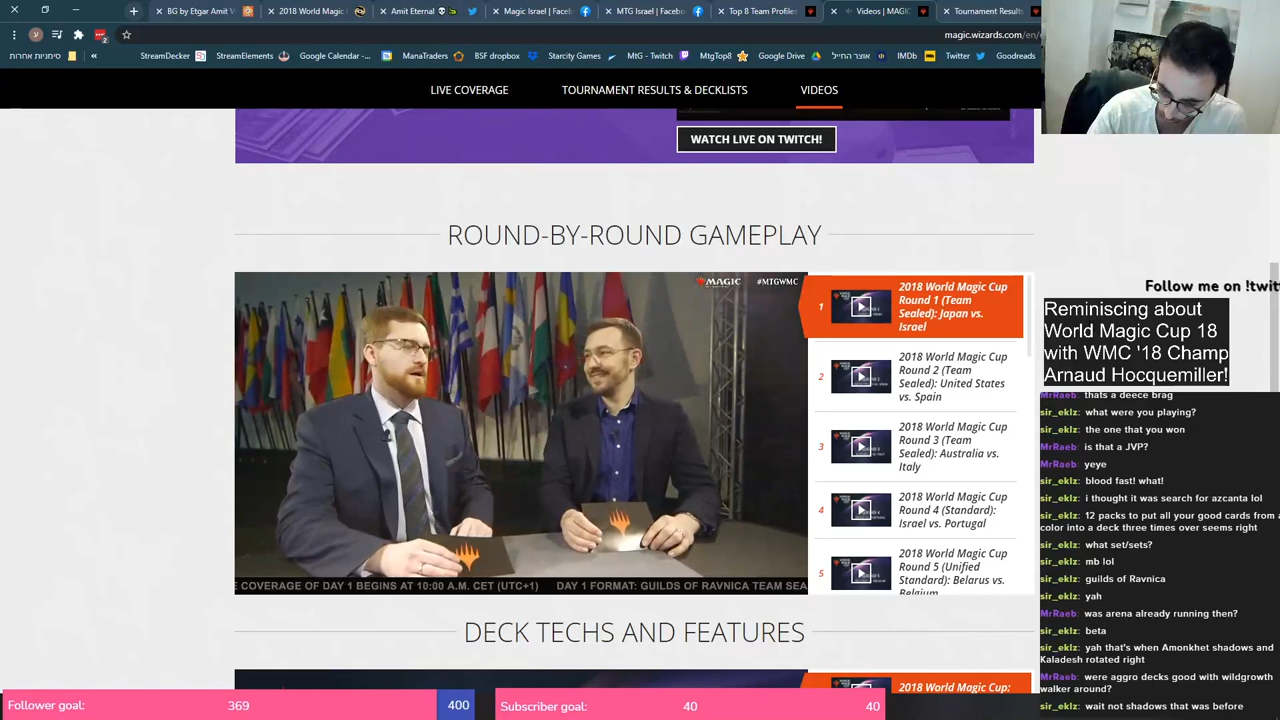 BG by Etgar Amit V
2018 World Magic
Amit Eternal
Magic Israel | Faceb
MTG Israel | Facebo
Top 8 Team Profiles
Videos | MAGIC
Tournament Results
magic.wizards.com/en/
סימניות אחרות
StreamDecker
StreamElements
Google Calendar -...
ManaTraders
BSF dropbox
Starcity Games
MtG - Twitch
MtgTop8
Google Drive
אוצר החייל
IMDb
Twitter
Goodreads
LIVE COVERAGE
TOURNAMENT RESULTS & DECKLISTS
VIDEOS
WATCH LIVE ON TWITCH!
ROUND-BY-ROUND GAMEPLAY
MAGIC
#MTGWMC
E COVERAGE OF DAY 1 BEGINS AT 10:00 A.M. CET (UTC+1) DAY 1 FORMAT: GUILDS OF RAVNICA TEAM SEA
1
2018 World Magic Cup
Round 1 (Team
Sealed): Japan vs.
Israel
2
2018 World Magic Cup
Round 2 (Team
Sealed): United States
vs. Spain
3
2018 World Magic Cup
Round 3 (Team
Sealed): Australia vs.
Italy
4
2018 World Magic Cup
Round 4 (Standard):
Israel vs. Portugal
5
2018 World Magic Cup
Round 5 (Unified
Standard): Belarus vs.
Belgium
DECK TECHS AND FEATURES
2018 World Magic Cup:
Follow me on !twit
Reminiscing about
World Magic Cup 18
with WMC '18 Champ
Arnaud Hocquemiller!
MrRaeb: thats a deece brag
sir_eklz: what were you playing?
sir_eklz: the one that you won
MrRaeb: is that a JVP?
MrRaeb: yeye
sir_eklz: blood fast! what!
sir_eklz: i thought it was search for azcanta lol
sir_eklz: 12 packs to put all your good cards from a
color into a deck three times over seems right
sir_eklz: what set/sets?
sir_eklz: mb lol
sir_eklz: guilds of Ravnica
sir_eklz: yah
MrRaeb: was arena already running then?
sir_eklz: beta
sir_eklz: yah that's when Amonkhet shadows and
Kaladesh rotated right
MrRaeb: were aggro decks good with wildgrowth
walker around?
sir_eklz: wait not shadows that was before
Follower goal: 369 400
Subscriber goal: 40 40